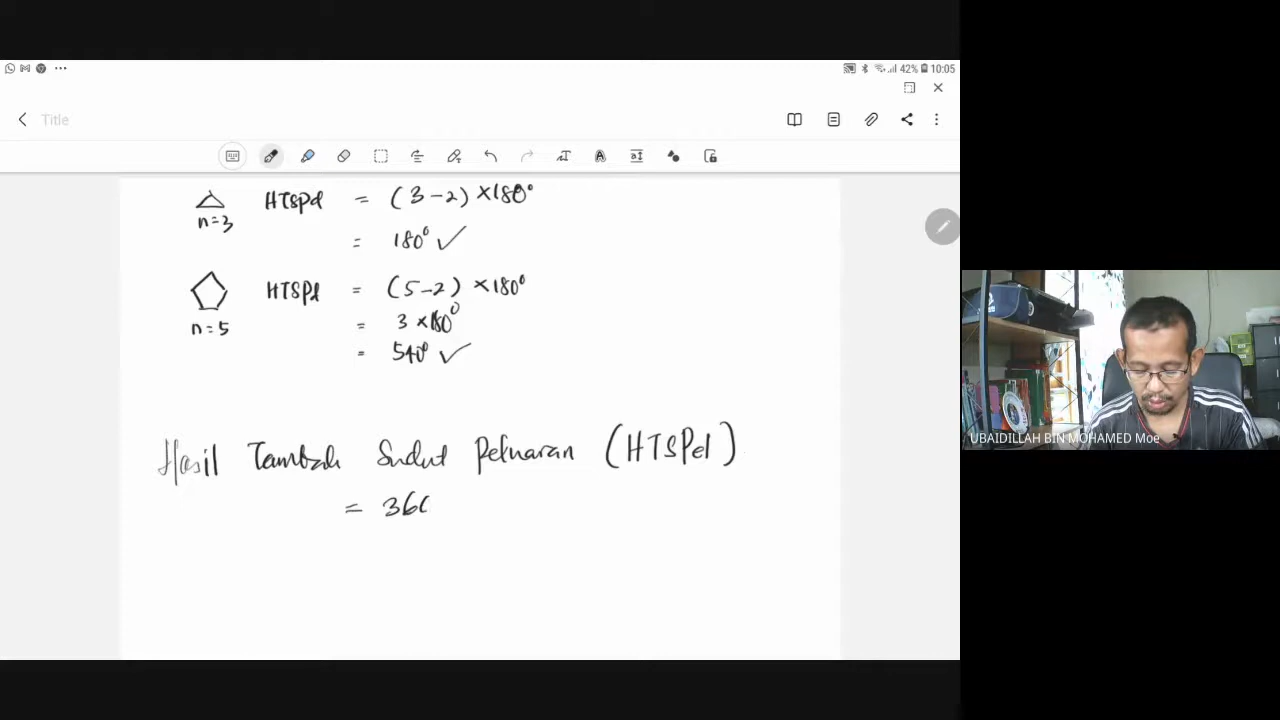 42% 10:05
Title
HTSPd = (3-2) ×180°
n=3
= 180° ✓
HTSPd = (5-2) ×180°
n=5
= 3 ×180°
= 540° ✓
Hasil Tambah Sudut Peluaran (HTSPel)
= 360
UBAIDILLAH BIN MOHAMED Moe